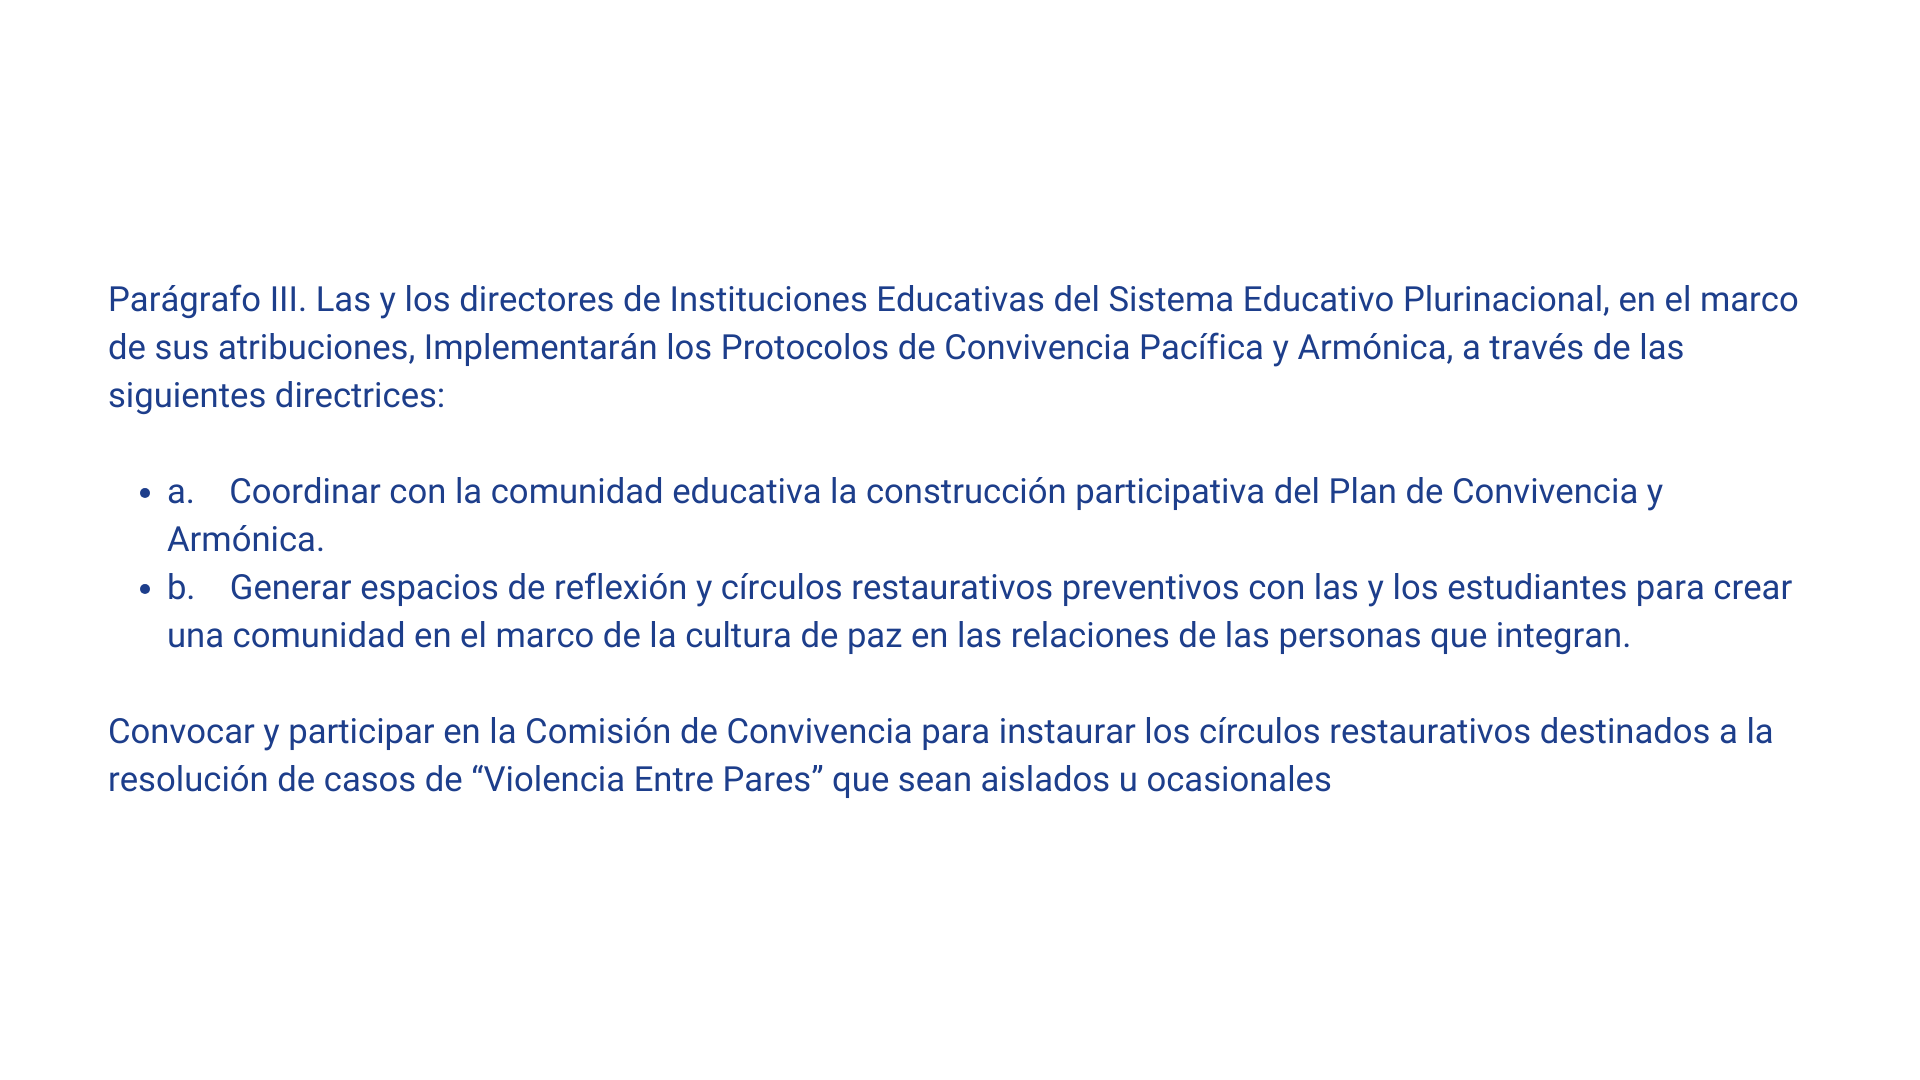 Parágrafo III. Las y los directores de Instituciones Educativas del Sistema Educativo Plurinacional, en el marco
de sus atribuciones, Implementarán los Protocolos de Convivencia Pacífica y Armónica, a través de las
siguientes directrices:
• a. Coordinar con la comunidad educativa la construcción participativa del Plan de Convivencia y
Armónica.
• b. Generar espacios de reflexión y círculos restaurativos preventivos con las y los estudiantes para crear
una comunidad en el marco de la cultura de paz en las relaciones de las personas que integran.
Convocar y participar en la Comisión de Convivencia para instaurar los círculos restaurativos destinados a la
resolución de casos de “Violencia Entre Pares” que sean aislados u ocasionales